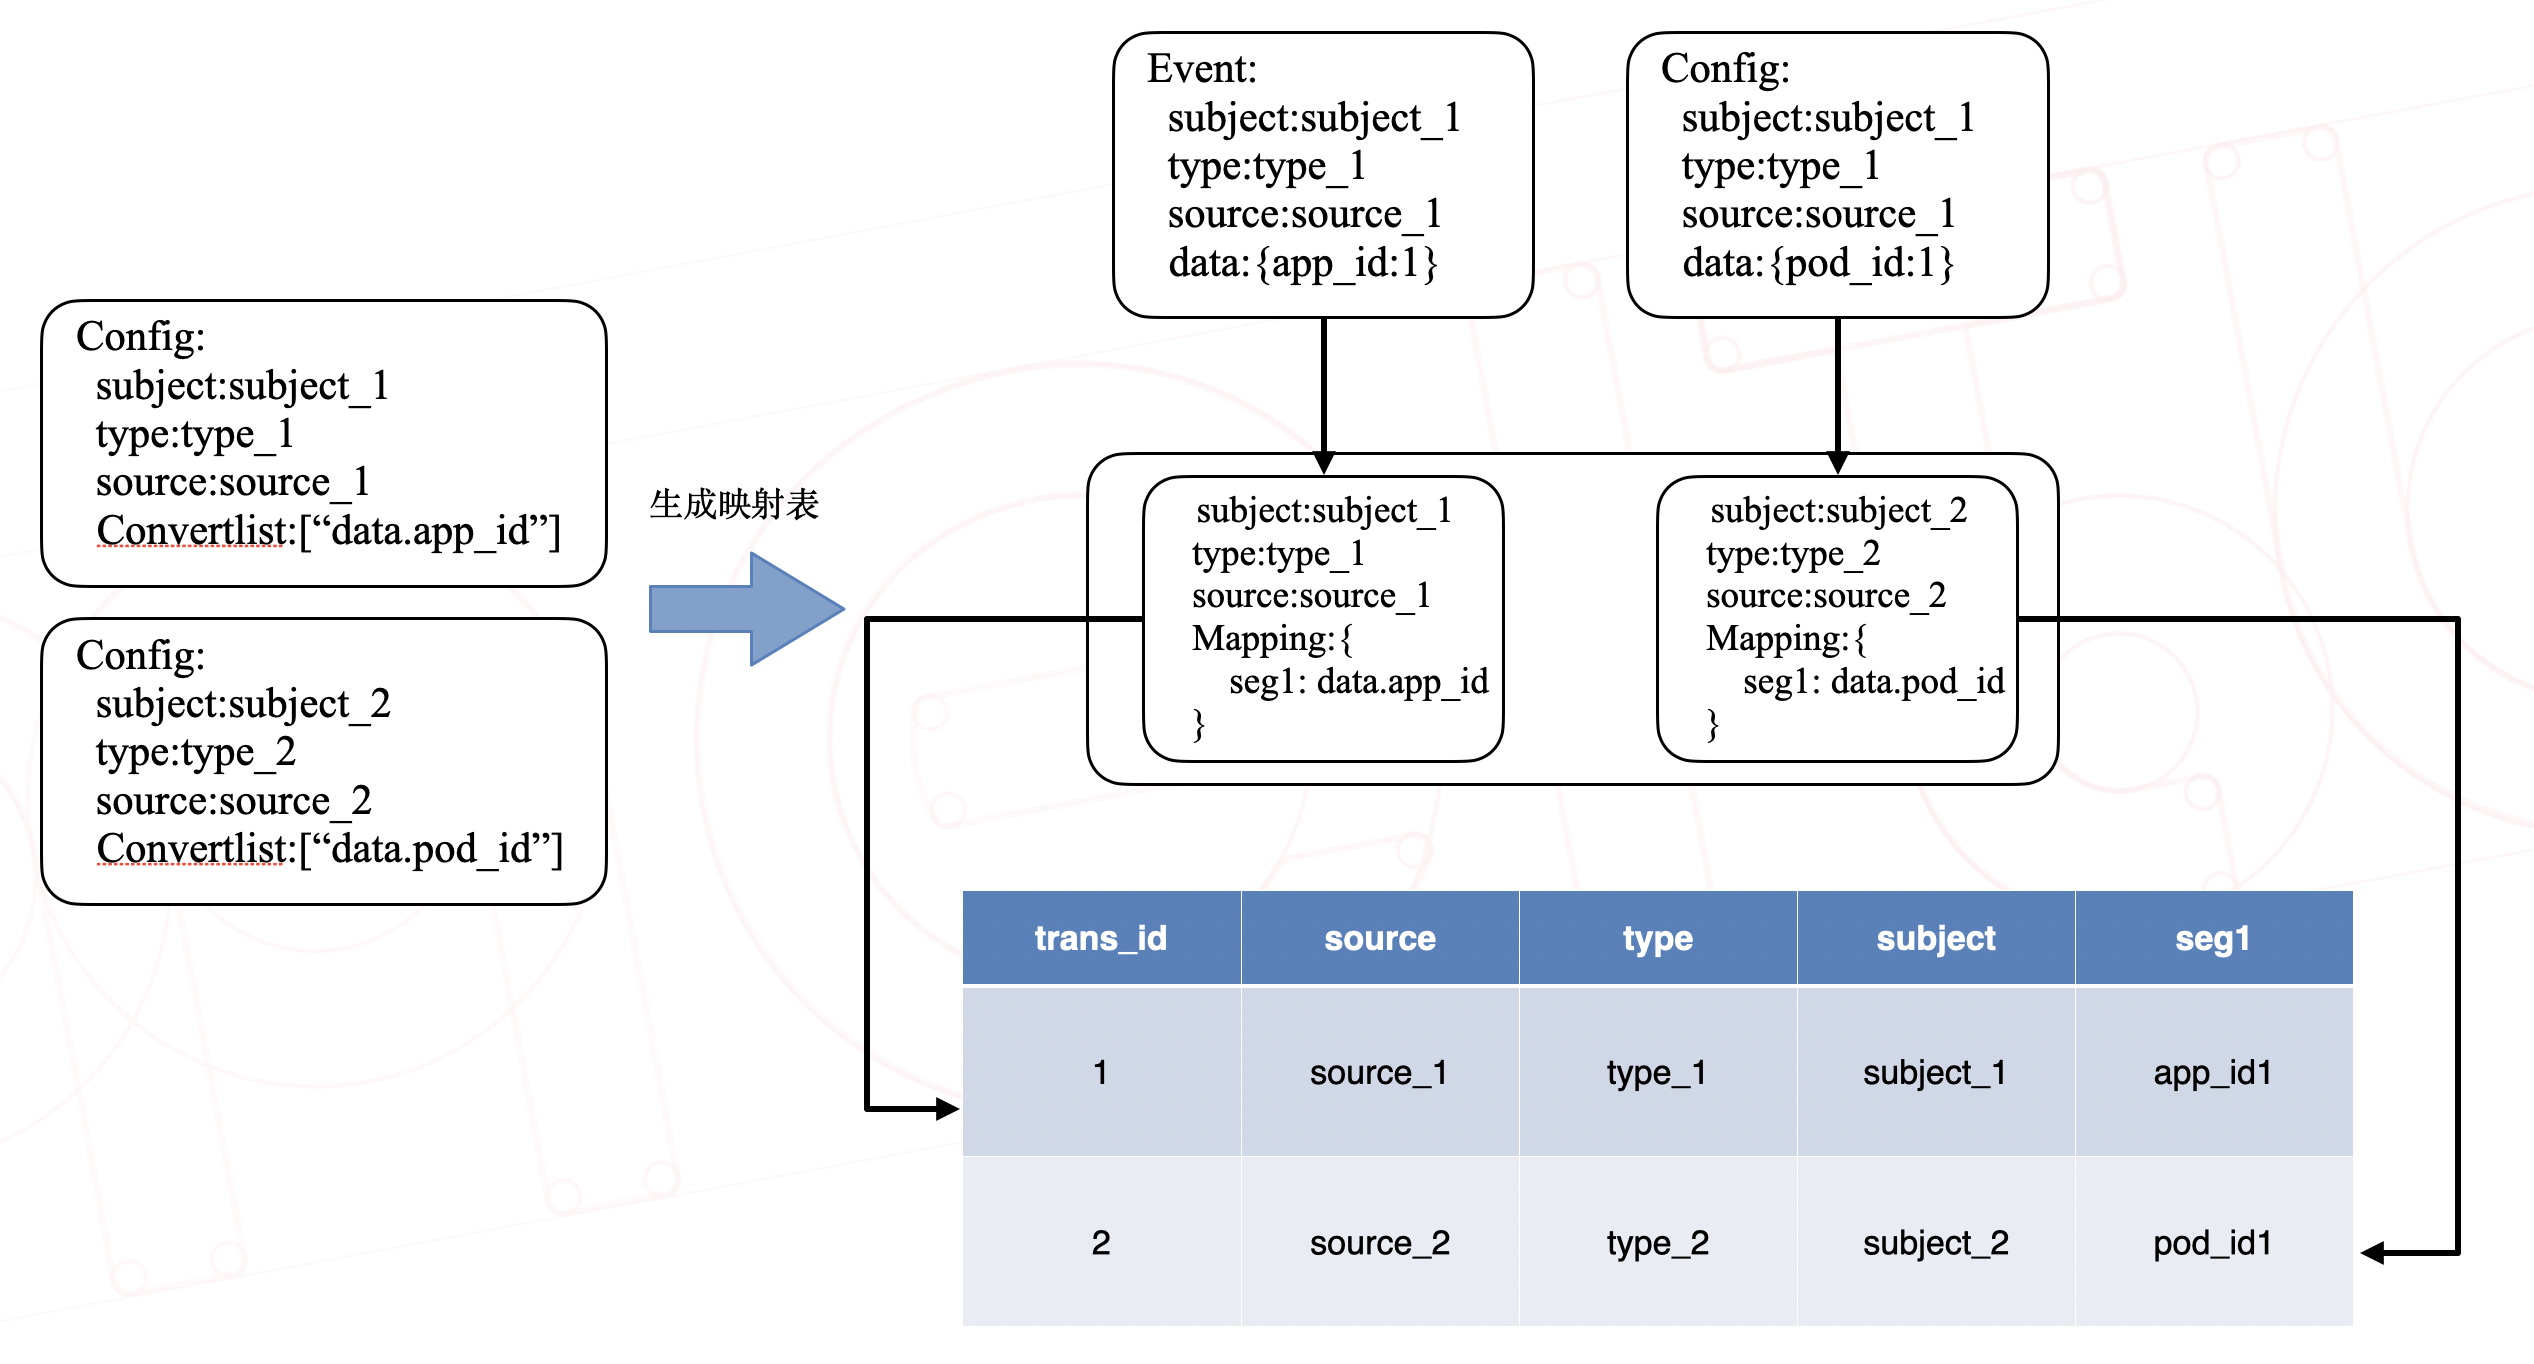 Config:
subject:subject_1
type:type_1
source:source_1
Convertlist:[“data.app_id”]
Config:
subject:subject_2
type:type_2
source:source_2
Convertlist:[“data.pod_id”]
生成映射表
Event:
subject:subject_1
type:type_1
source:source_1
data:{app_id:1}
Config:
subject:subject_1
type:type_1
source:source_1
data:{pod_id:1}
subject:subject_1
type:type_1
source:source_1
Mapping:{
seg1: data.app_id
}
subject:subject_2
type:type_2
source:source_2
Mapping:{
seg1: data.pod_id
}
trans_id source type subject seg1
1 source_1 type_1 subject_1 app_id1
2 source_2 type_2 subject_2 pod_id1